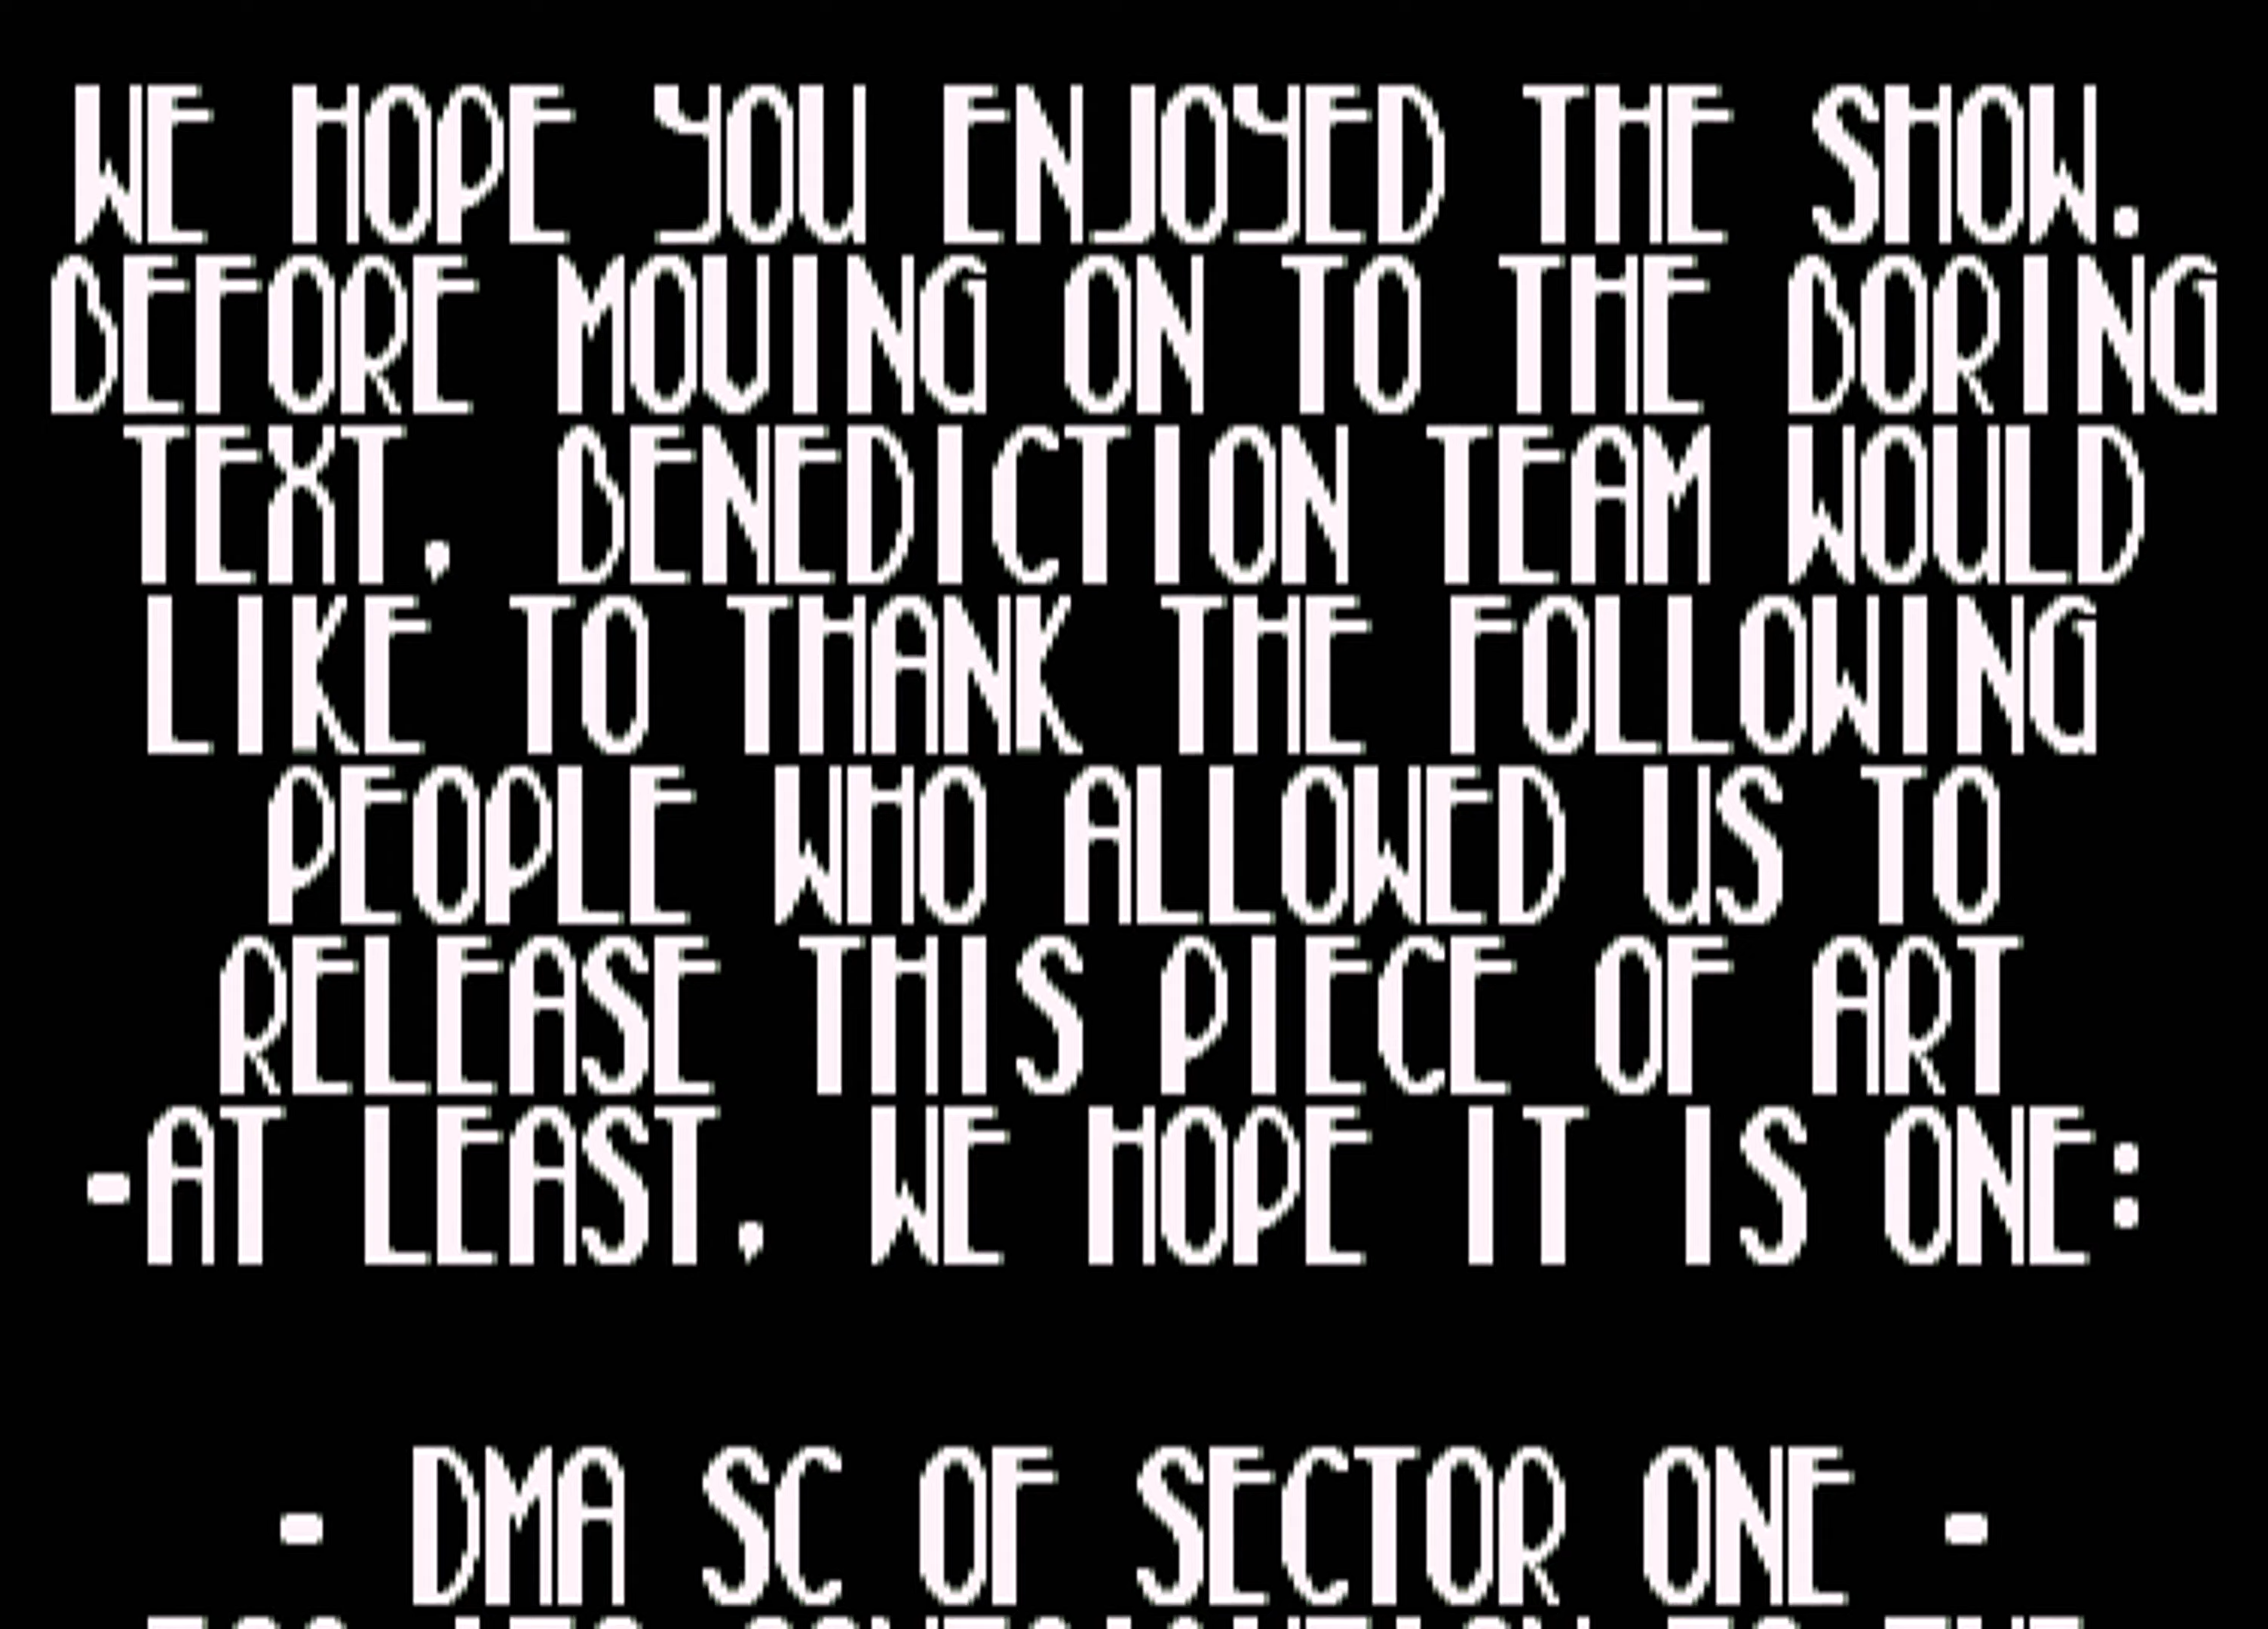 WE HOPE YOU ENJOYED THE SHOW.
BEFORE MOVING ON TO THE BORING
TEXT, BENEDICTION TEAM WOULD
LIKE TO THANK THE FOLLOWING
PEOPLE WHO ALLOWED US TO
RELEASE THIS PIECE OF ART
-AT LEAST, WE HOPE IT IS ONE:
- DMA SC OF SECTOR ONE -